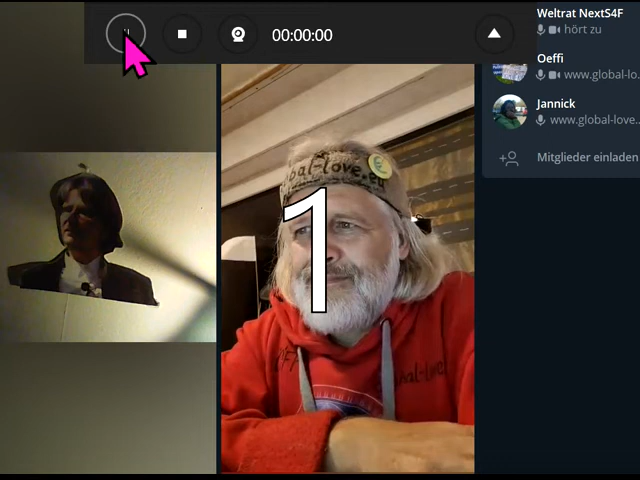 00:00:00
Weltrat NextS4F
hört zu
Oeffi
www.global-lo...
Jannick
www.global-love...
Mitglieder einladen
global-love.eu
€
1